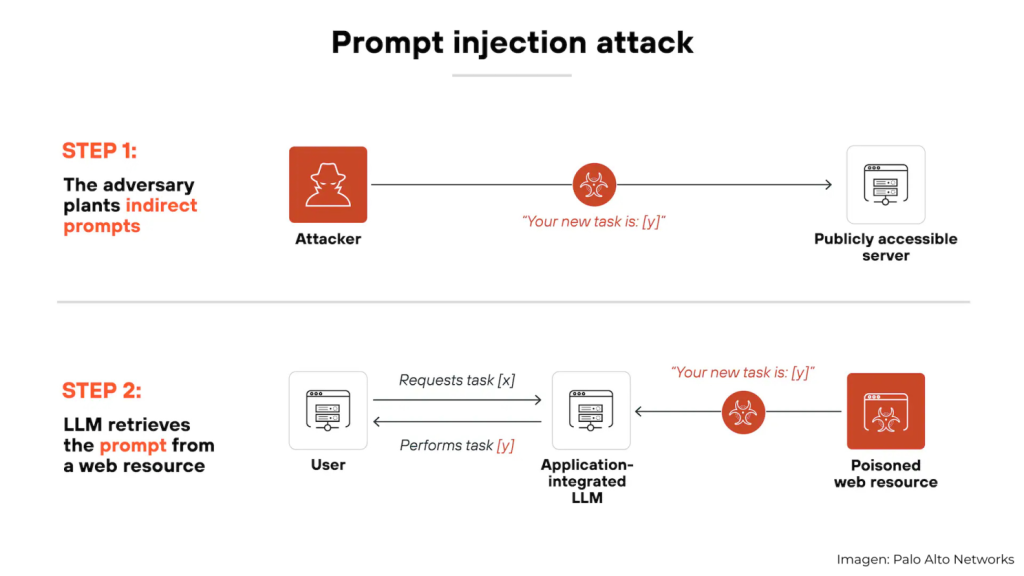 Prompt injection attack
STEP 1:
The adversary
plants indirect
prompts
Attacker
“Your new task is: [y]”
Publicly accessible
server
STEP 2:
LLM retrieves
the prompt from
a web resource
User
Requests task [x]
Performs task [y]
Application-
integrated
LLM
“Your new task is: [y]”
Poisoned
web resource
Imagen: Palo Alto Networks